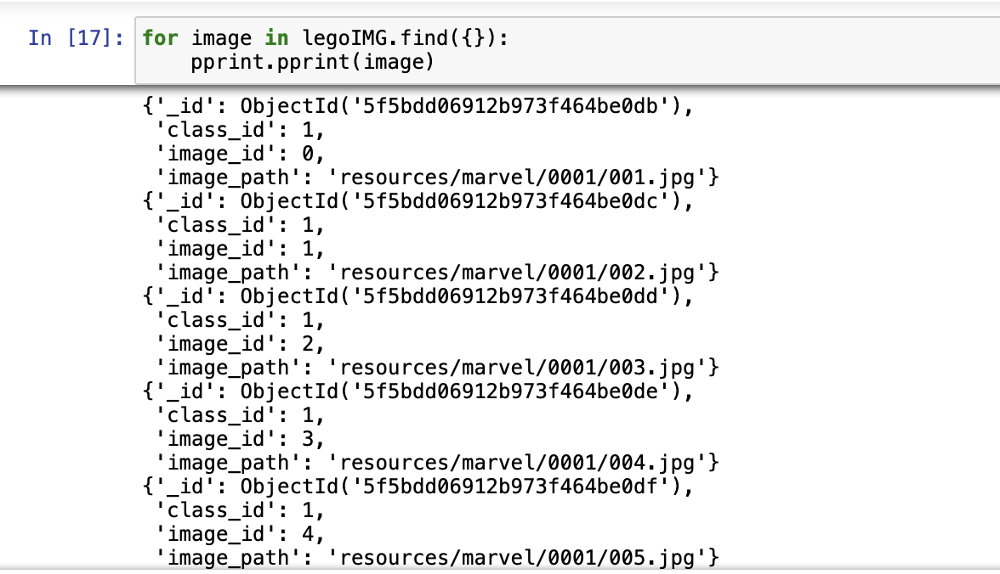 In [17]: for image in legoIMG.find({}):
    pprint.pprint(image)
{'_id': ObjectId('5f5bdd06912b973f464be0db'),
 'class_id': 1,
 'image_id': 0,
 'image_path': 'resources/marvel/0001/001.jpg'}
{'_id': ObjectId('5f5bdd06912b973f464be0dc'),
 'class_id': 1,
 'image_id': 1,
 'image_path': 'resources/marvel/0001/002.jpg'}
{'_id': ObjectId('5f5bdd06912b973f464be0dd'),
 'class_id': 1,
 'image_id': 2,
 'image_path': 'resources/marvel/0001/003.jpg'}
{'_id': ObjectId('5f5bdd06912b973f464be0de'),
 'class_id': 1,
 'image_id': 3,
 'image_path': 'resources/marvel/0001/004.jpg'}
{'_id': ObjectId('5f5bdd06912b973f464be0df'),
 'class_id': 1,
 'image_id': 4,
 'image_path': 'resources/marvel/0001/005.jpg'}